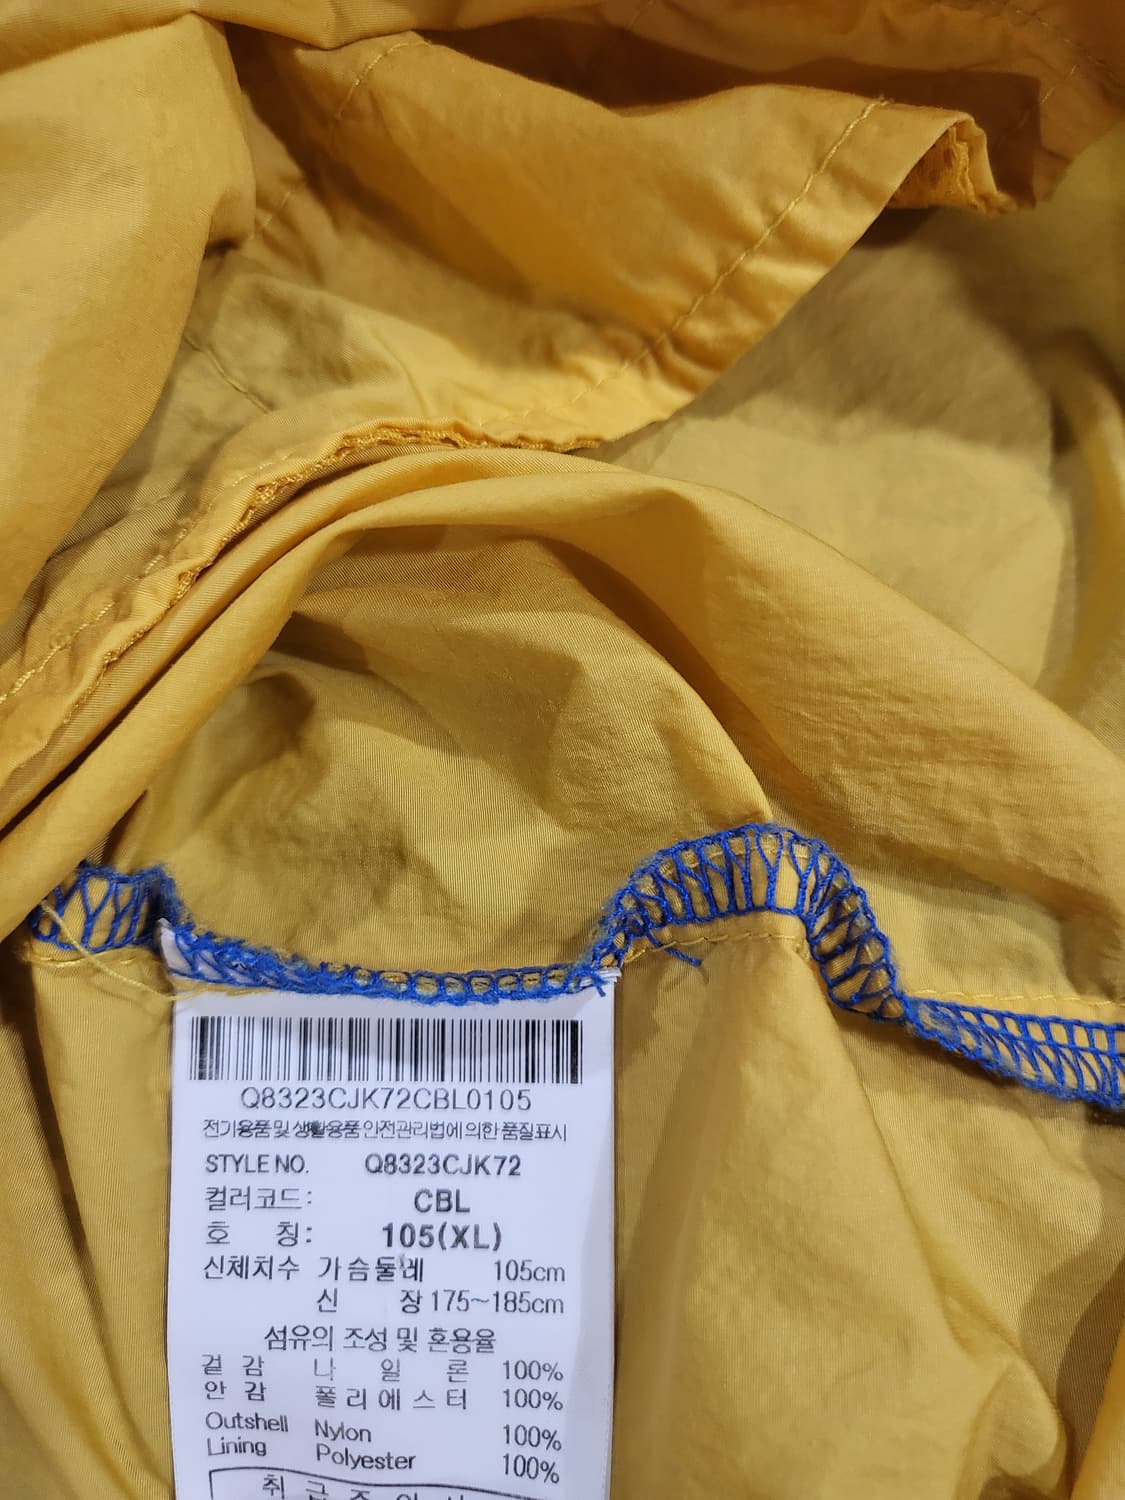 Q8323CJK72CBL0105
전기용품 및 생활용품 안전관리법에 의한 품질표시
STYLE NO. Q8323CJK72
컬러코드: CBL
호 칭: 105(XL)
신체치수 가슴둘레 105cm
신 장 175~185cm
섬유의 조성 및 혼용율
겉 감 나 일 론 100%
안 감 폴 리 에 스 터 100%
Outshell Nylon 100%
Lining Polyester 100%
취 급 주 의